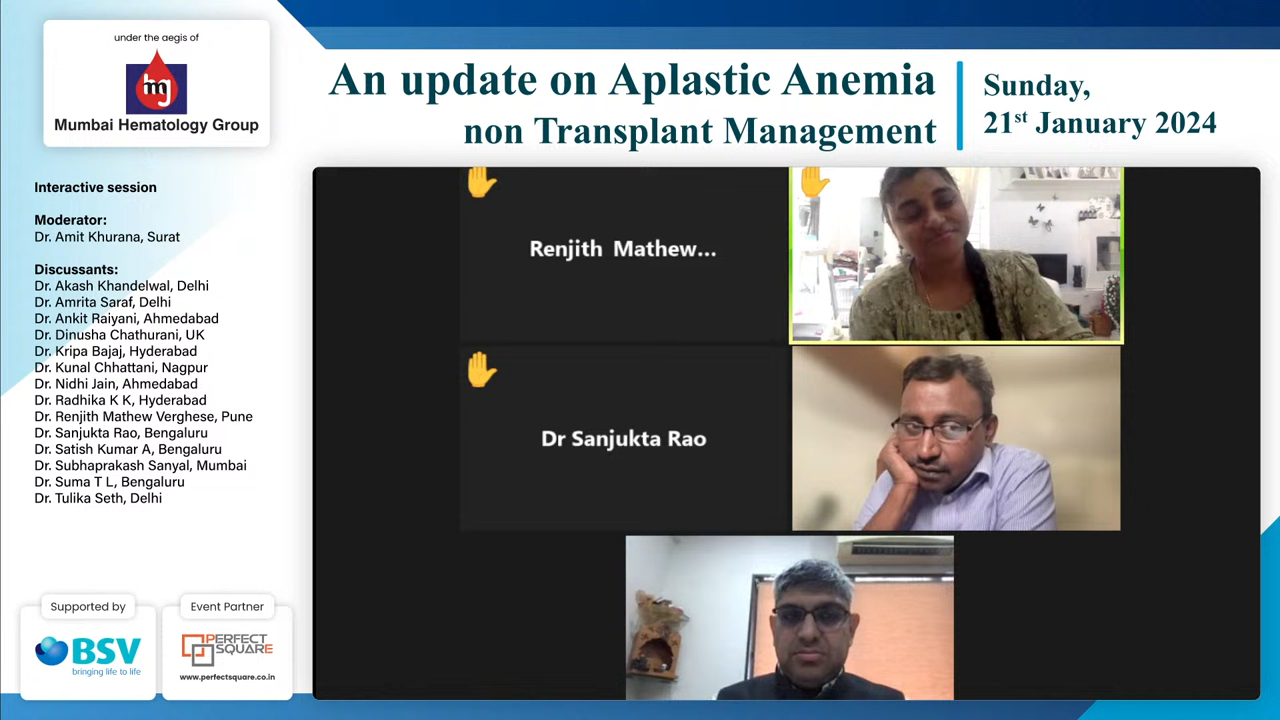 under the aegis of
hg
Mumbai Hematology Group
An update on Aplastic Anemia
non Transplant Management
Sunday,
21st January 2024
Interactive session
Moderator:
Dr. Amit Khurana, Surat
Discussants:
Dr. Akash Khandelwal, Delhi
Dr. Amrita Saraf, Delhi
Dr. Ankit Raiyani, Ahmedabad
Dr. Dinusha Chathurani, UK
Dr. Kripa Bajaj, Hyderabad
Dr. Kunal Chhattani, Nagpur
Dr. Nidhi Jain, Ahmedabad
Dr. Radhika K K, Hyderabad
Dr. Renjith Mathew Verghese, Pune
Dr. Sanjukta Rao, Bengaluru
Dr. Satish Kumar A, Bengaluru
Dr. Subhaprakash Sanyal, Mumbai
Dr. Suma T L, Bengaluru
Dr. Tulika Seth, Delhi
Renjith Mathew...
Dr Sanjukta Rao
Supported by
BSV
bringing life to life
Event Partner
PERFECT
SQUARE
www.perfectsquare.co.in